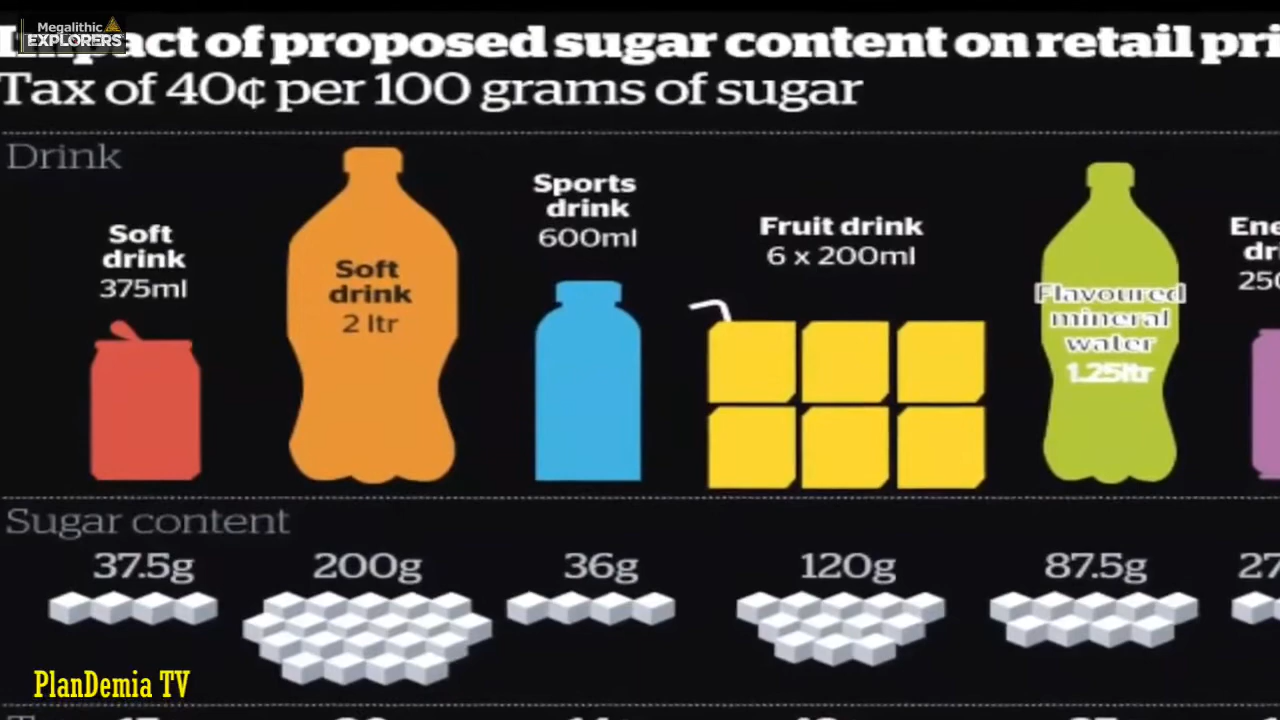 Megalithic
EXPLORERS
Impact of proposed sugar content on retail pri
Tax of 40¢ per 100 grams of sugar
Drink
Soft
drink
375ml
Soft
drink
2 ltr
Sports
drink
600ml
Fruit drink
6 x 200ml
Flavoured
mineral
water
1.25ltr
Ene
dri
250
Sugar content
37.5g
200g
36g
120g
87.5g
27
PlanDemia TV